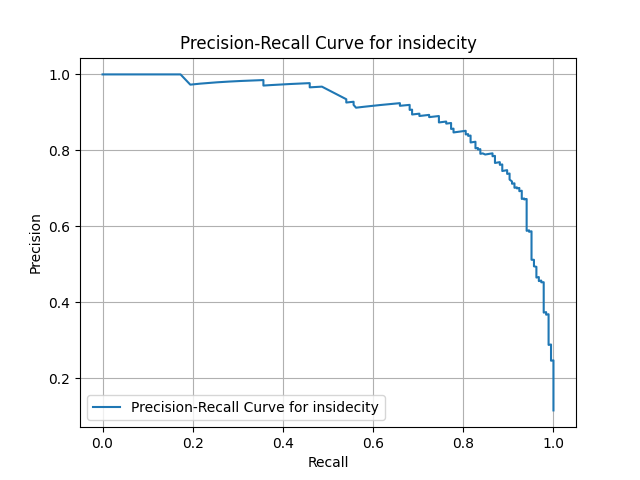 Precision-Recall Curve for insidecity
1.0
0.8
0.6
0.4
0.2
Precision
0.0 0.2 0.4 0.6 0.8 1.0
Recall
Precision-Recall Curve for insidecity